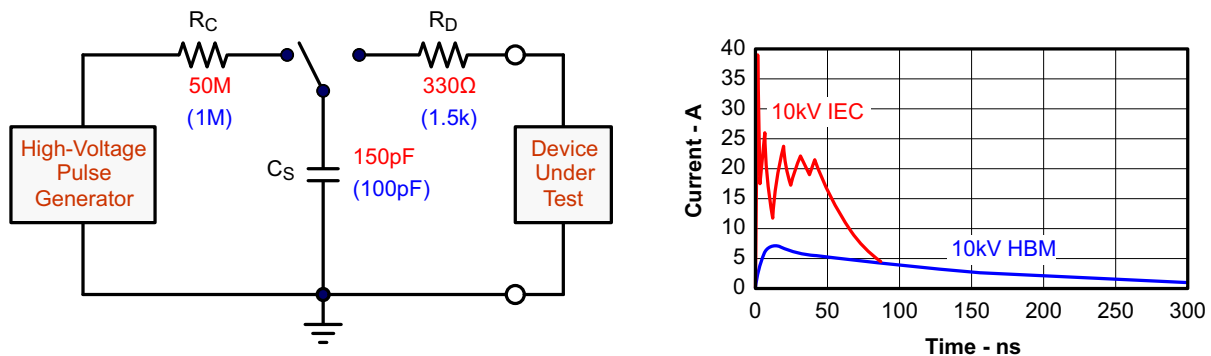 R_C
50M
(1M)
R_D
330Ω
(1.5k)
High-Voltage
Pulse
Generator
C_S
150pF
(100pF)
Device
Under
Test
Current - A
40
35
30
25
20
15
10
5
0
10kV IEC
10kV HBM
0
50
100
150
200
250
300
Time - ns